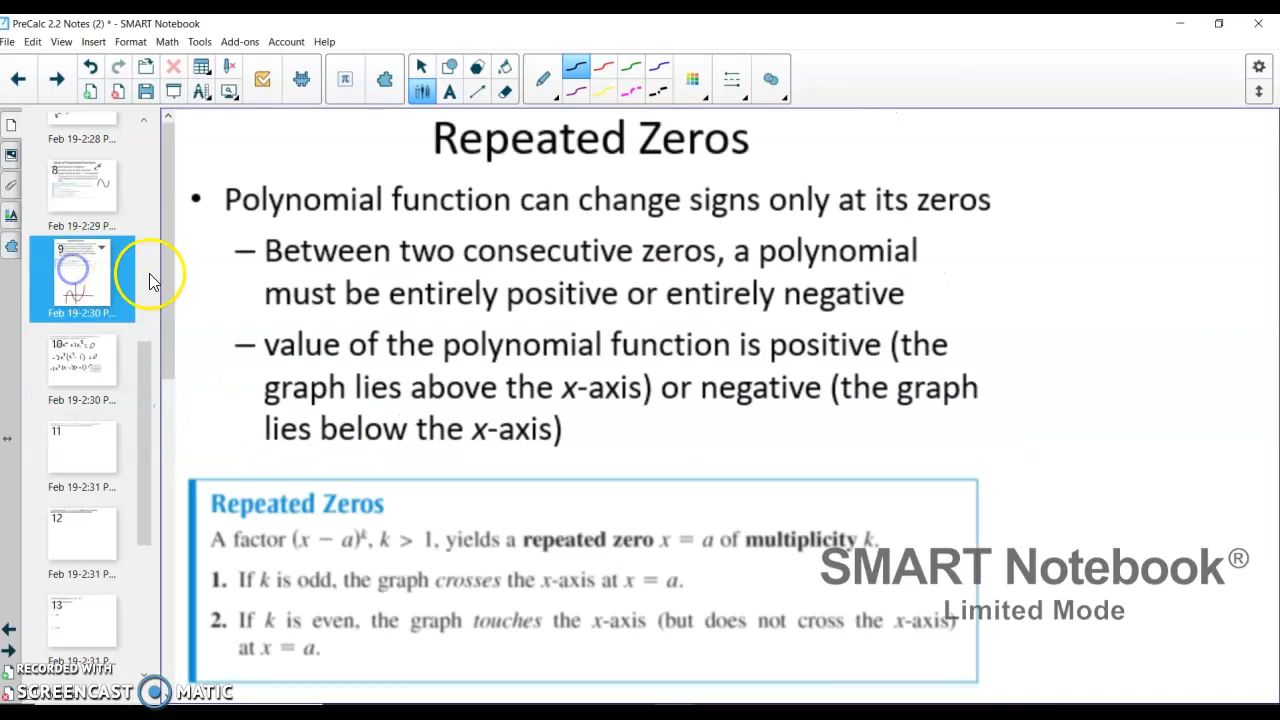 PreCalc 2.2 Notes (2) * - SMART Notebook
File Edit View Insert Format Math Tools Add-ons Account Help
Feb 19-2:28 P...
8
Feb 19-2:29 P...
9
Feb 19-2:30 P...
10
Feb 19-2:30 P...
11
Feb 19-2:31 P...
12
Feb 19-2:31 P...
13
Feb 19-2:31 P...
Repeated Zeros
• Polynomial function can change signs only at its zeros
– Between two consecutive zeros, a polynomial
must be entirely positive or entirely negative
– value of the polynomial function is positive (the
graph lies above the x-axis) or negative (the graph
lies below the x-axis)
Repeated Zeros
A factor (x − a)^k, k > 1, yields a repeated zero x = a of multiplicity k.
1. If k is odd, the graph crosses the x-axis at x = a.
2. If k is even, the graph touches the x-axis (but does not cross the x-axis)
at x = a.
SMART Notebook®
Limited Mode
RECORDED WITH
SCREENCAST MATIC